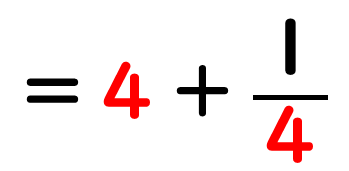 = 4 + 1/4